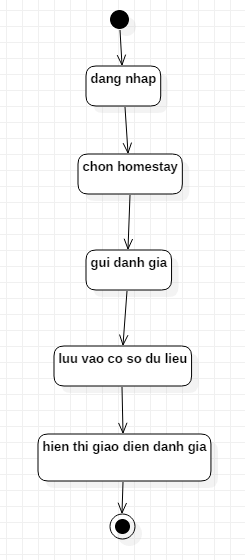 dang nhap
chon homestay
gui danh gia
luu vao co so du lieu
hien thi giao dien danh gia